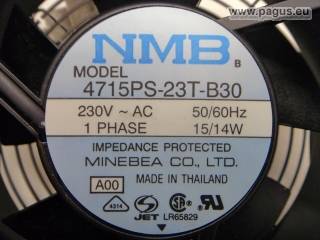 www.pagus.eu
NMB B
MODEL
4715PS-23T-B30
230V ~ AC 50/60Hz
1 PHASE 15/14W
IMPEDANCE PROTECTED
MINEBEA CO., LTD.
A00 MADE IN THAILAND
4314 JET LR65829